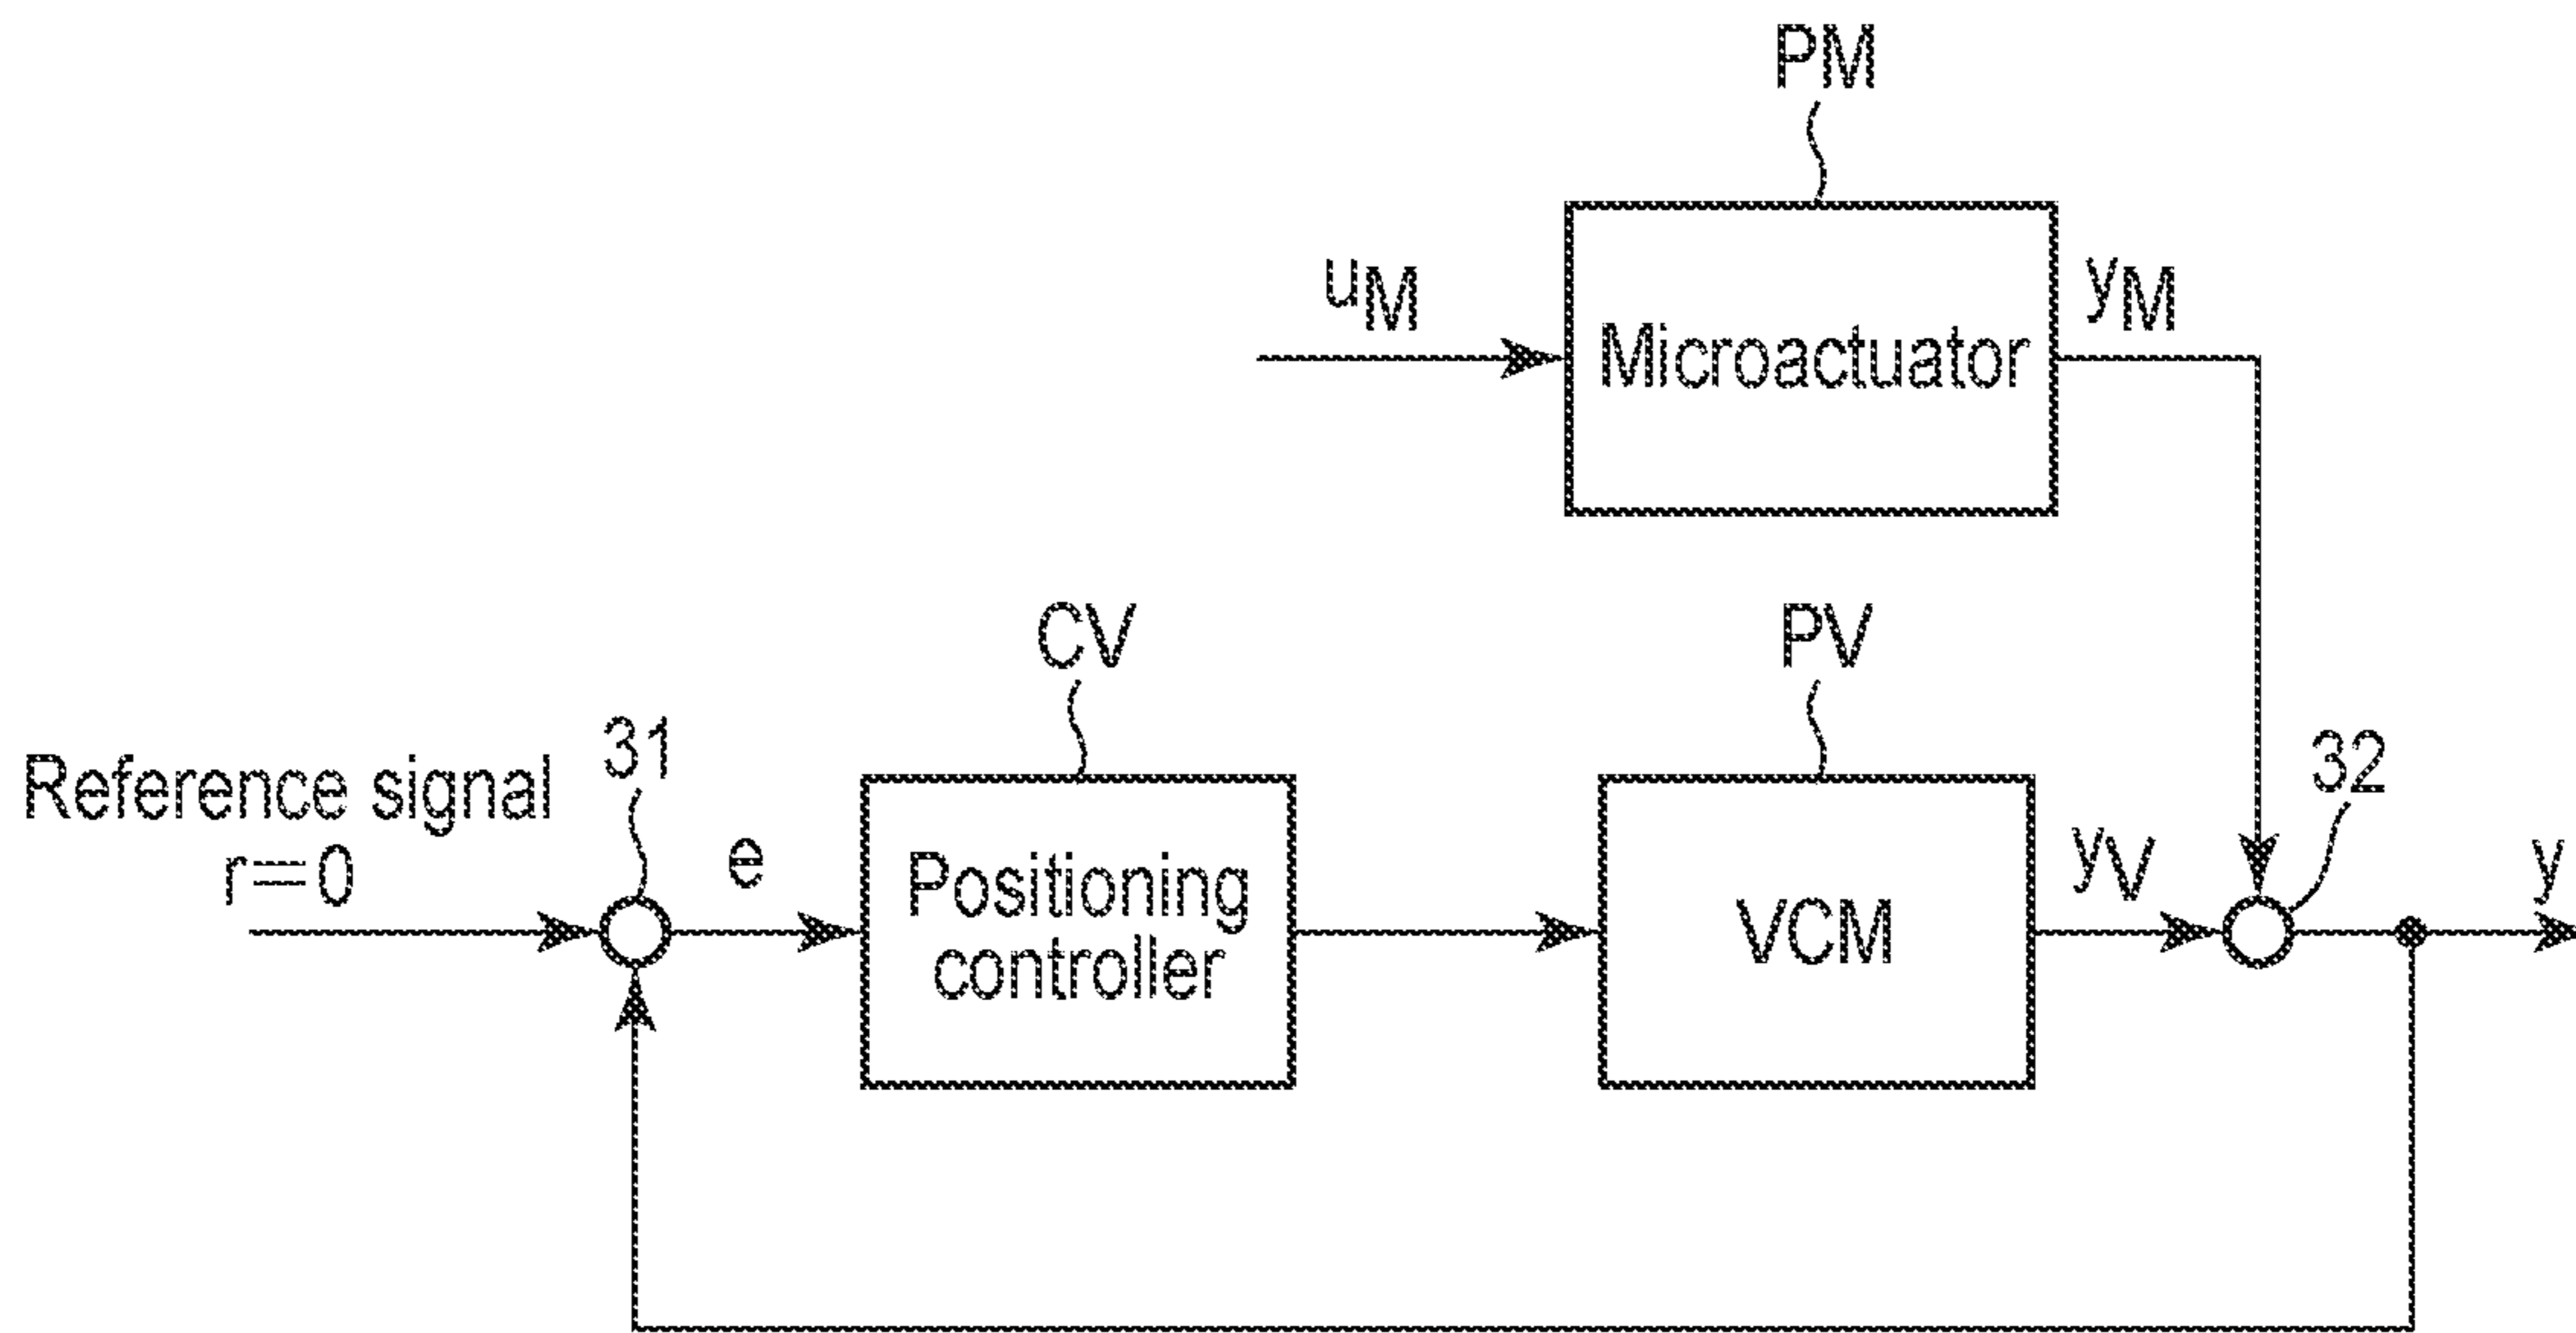 PM
uM
Microactuator
yM
CV
PV
31
32
Reference signal
r=0
e
Positioning
controller
VCM
yV
y